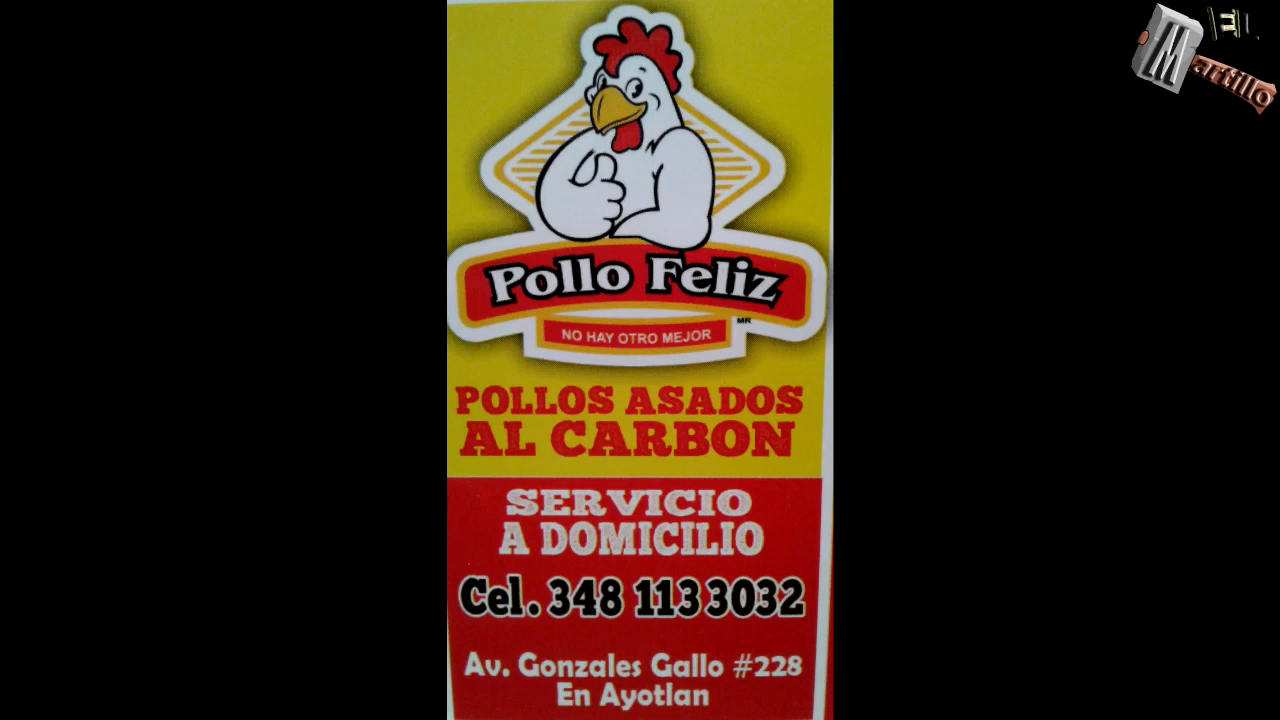 Martillo
Pollo Feliz
MR
NO HAY OTRO MEJOR
POLLOS ASADOS
AL CARBON
SERVICIO
A DOMICILIO
Cel. 348 113 3032
Av. Gonzales Gallo #228
En Ayotlan